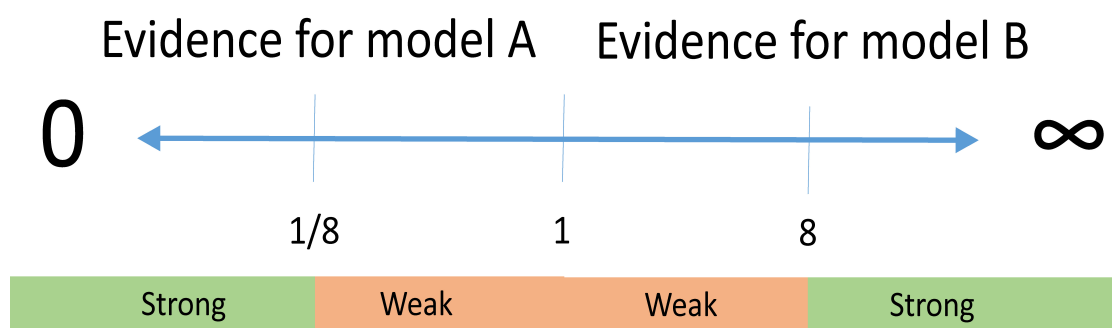 Evidence for model A Evidence for model B
0 ∞
1/8 1 8
Strong Weak Weak Strong